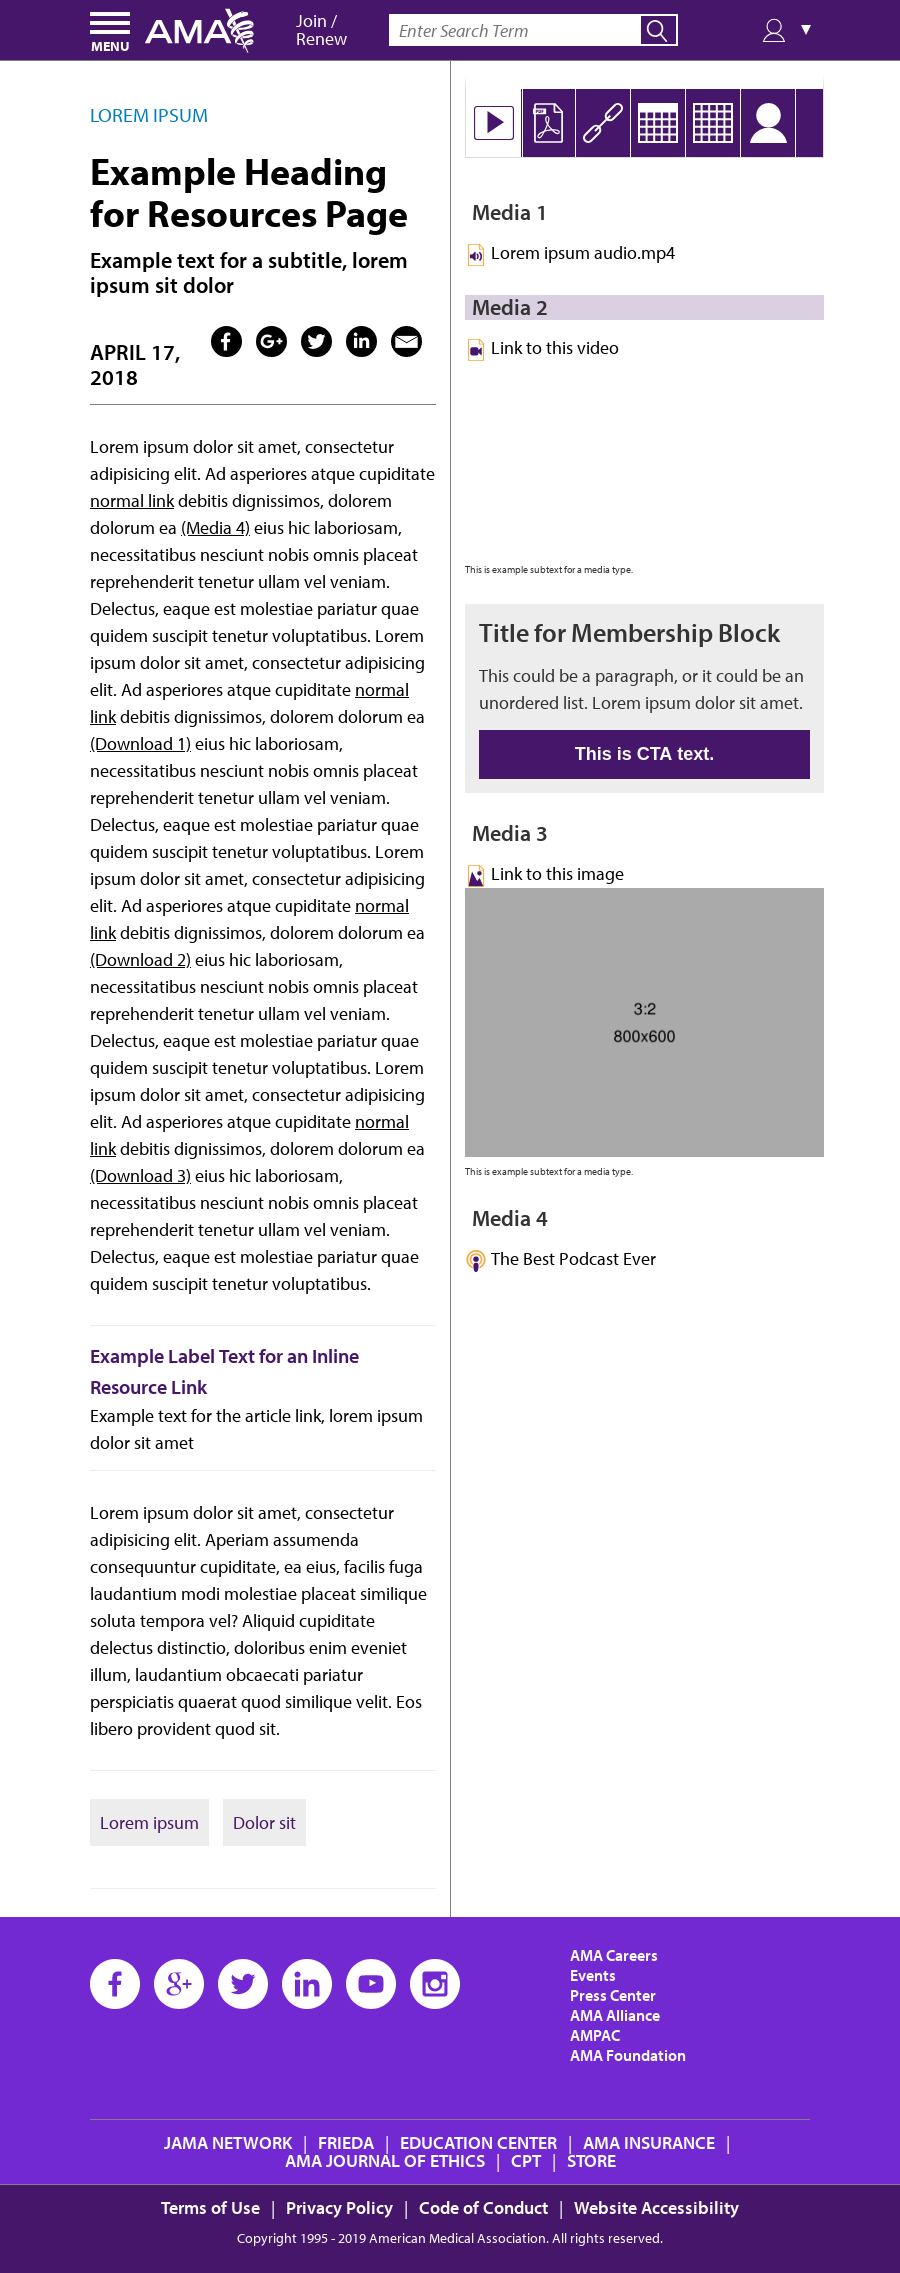 MENU
AMA
Join /
Renew
Enter Search Term
LOREM IPSUM
Example Heading
for Resources Page
Example text for a subtitle, lorem
ipsum sit dolor
APRIL 17,
2018
Lorem ipsum dolor sit amet, consectetur
adipisicing elit. Ad asperiores atque cupiditate
normal link debitis dignissimos, dolorem
dolorum ea (Media 4) eius hic laboriosam,
necessitatibus nesciunt nobis omnis placeat
reprehenderit tenetur ullam vel veniam.
Delectus, eaque est molestiae pariatur quae
quidem suscipit tenetur voluptatibus. Lorem
ipsum dolor sit amet, consectetur adipisicing
elit. Ad asperiores atque cupiditate normal
link debitis dignissimos, dolorem dolorum ea
(Download 1) eius hic laboriosam,
necessitatibus nesciunt nobis omnis placeat
reprehenderit tenetur ullam vel veniam.
Delectus, eaque est molestiae pariatur quae
quidem suscipit tenetur voluptatibus. Lorem
ipsum dolor sit amet, consectetur adipisicing
elit. Ad asperiores atque cupiditate normal
link debitis dignissimos, dolorem dolorum ea
(Download 2) eius hic laboriosam,
necessitatibus nesciunt nobis omnis placeat
reprehenderit tenetur ullam vel veniam.
Delectus, eaque est molestiae pariatur quae
quidem suscipit tenetur voluptatibus. Lorem
ipsum dolor sit amet, consectetur adipisicing
elit. Ad asperiores atque cupiditate normal
link debitis dignissimos, dolorem dolorum ea
(Download 3) eius hic laboriosam,
necessitatibus nesciunt nobis omnis placeat
reprehenderit tenetur ullam vel veniam.
Delectus, eaque est molestiae pariatur quae
quidem suscipit tenetur voluptatibus.
Example Label Text for an Inline
Resource Link
Example text for the article link, lorem ipsum
dolor sit amet
Lorem ipsum dolor sit amet, consectetur
adipisicing elit. Aperiam assumenda
consequuntur cupiditate, ea eius, facilis fuga
laudantium modi molestiae placeat similique
soluta tempora vel? Aliquid cupiditate
delectus distinctio, doloribus enim eveniet
illum, laudantium obcaecati pariatur
perspiciatis quaerat quod similique velit. Eos
libero provident quod sit.
Lorem ipsum Dolor sit
PDF
Media 1
Lorem ipsum audio.mp4
Media 2
Link to this video
This is example subtext for a media type.
Title for Membership Block
This could be a paragraph, or it could be an
unordered list. Lorem ipsum dolor sit amet.
This is CTA text.
Media 3
Link to this image
3:2
800x600
This is example subtext for a media type.
Media 4
The Best Podcast Ever
AMA Careers
Events
Press Center
AMA Alliance
AMPAC
AMA Foundation
JAMA NETWORK | FRIEDA | EDUCATION CENTER | AMA INSURANCE |
AMA JOURNAL OF ETHICS | CPT | STORE
Terms of Use | Privacy Policy | Code of Conduct | Website Accessibility
Copyright 1995 - 2019 American Medical Association. All rights reserved.